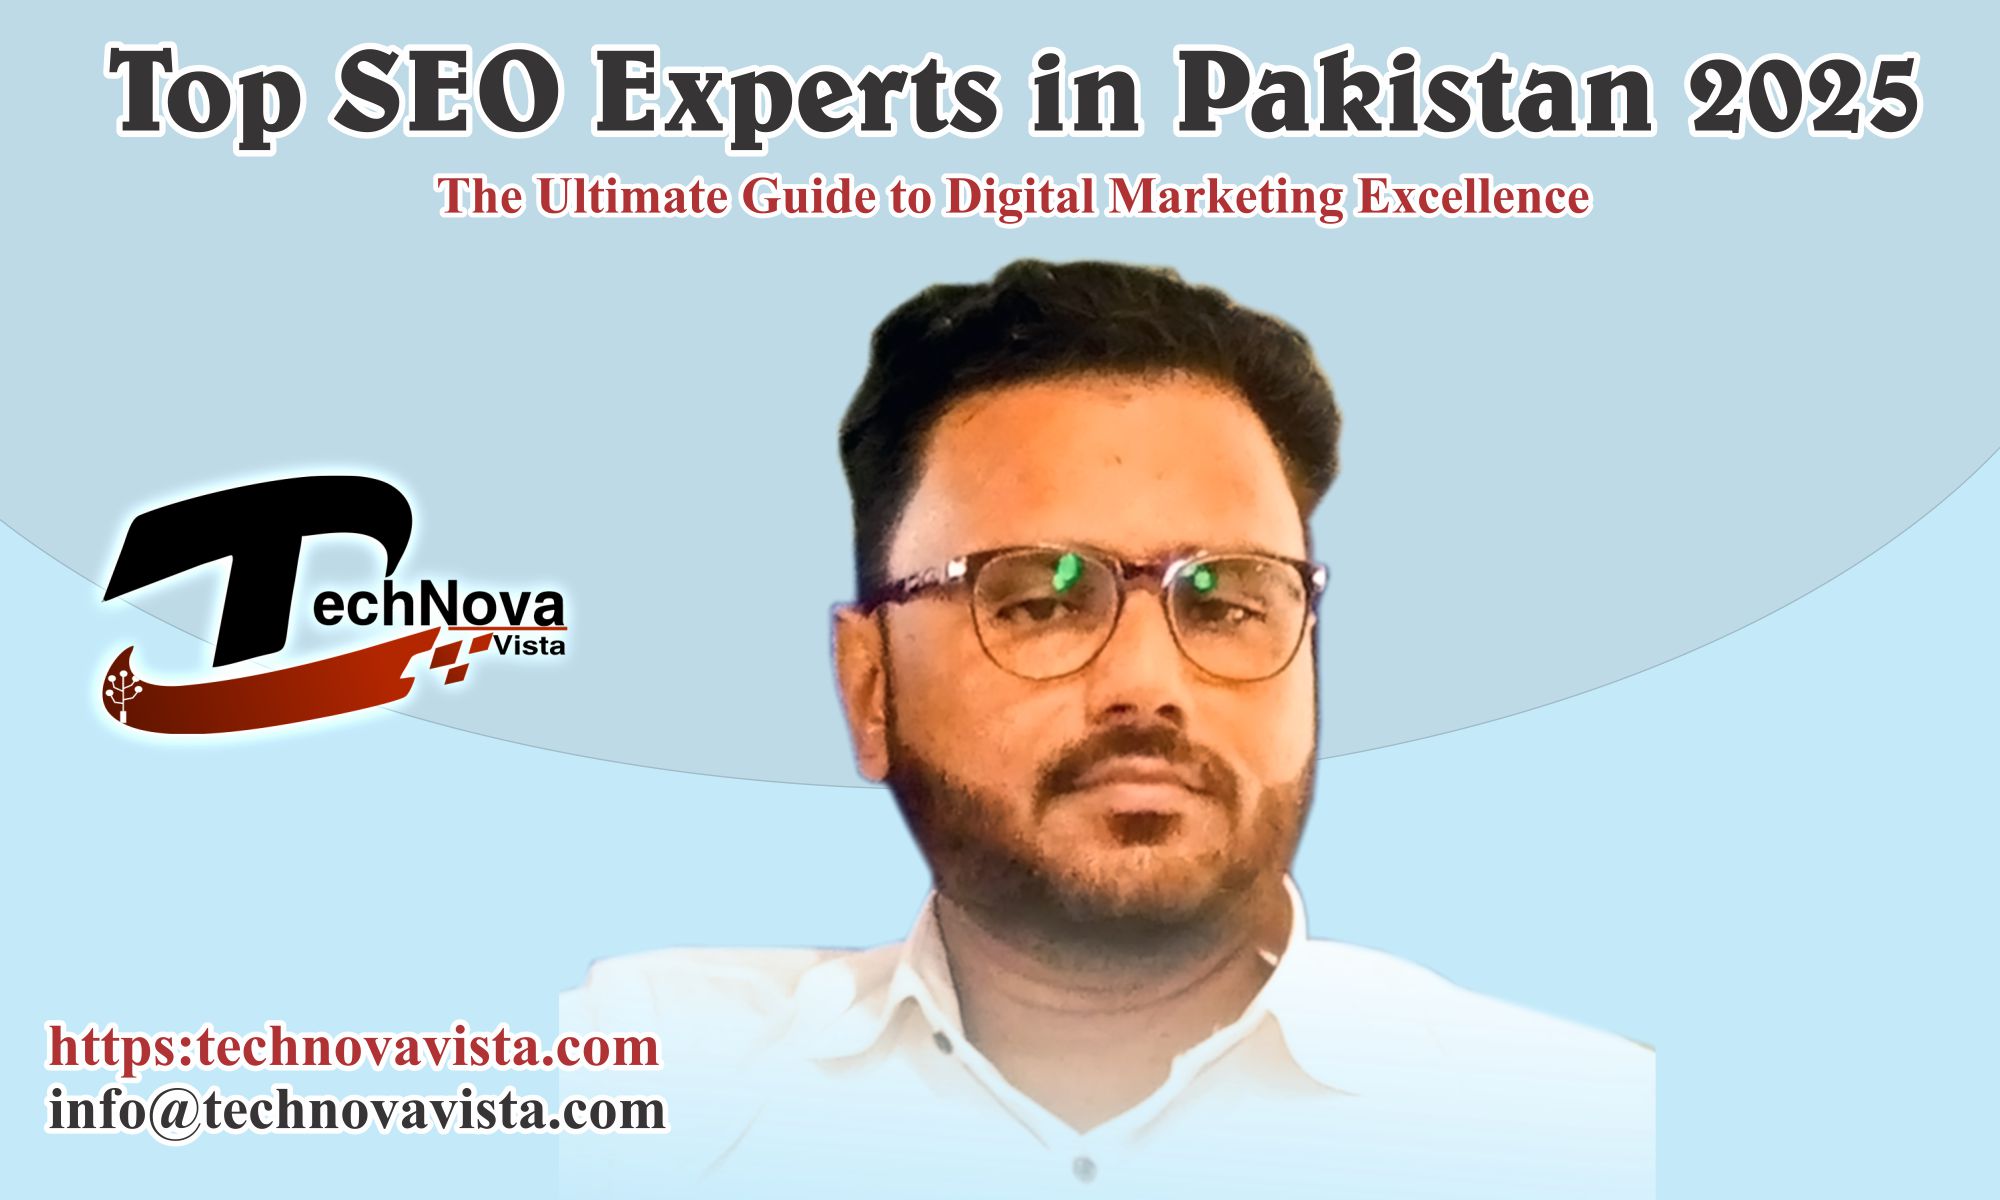 Top SEO Experts in Pakistan 2025
The Ultimate Guide to Digital Marketing Excellence
TechNova
Vista
https:technovavista.com
info@technovavista.com